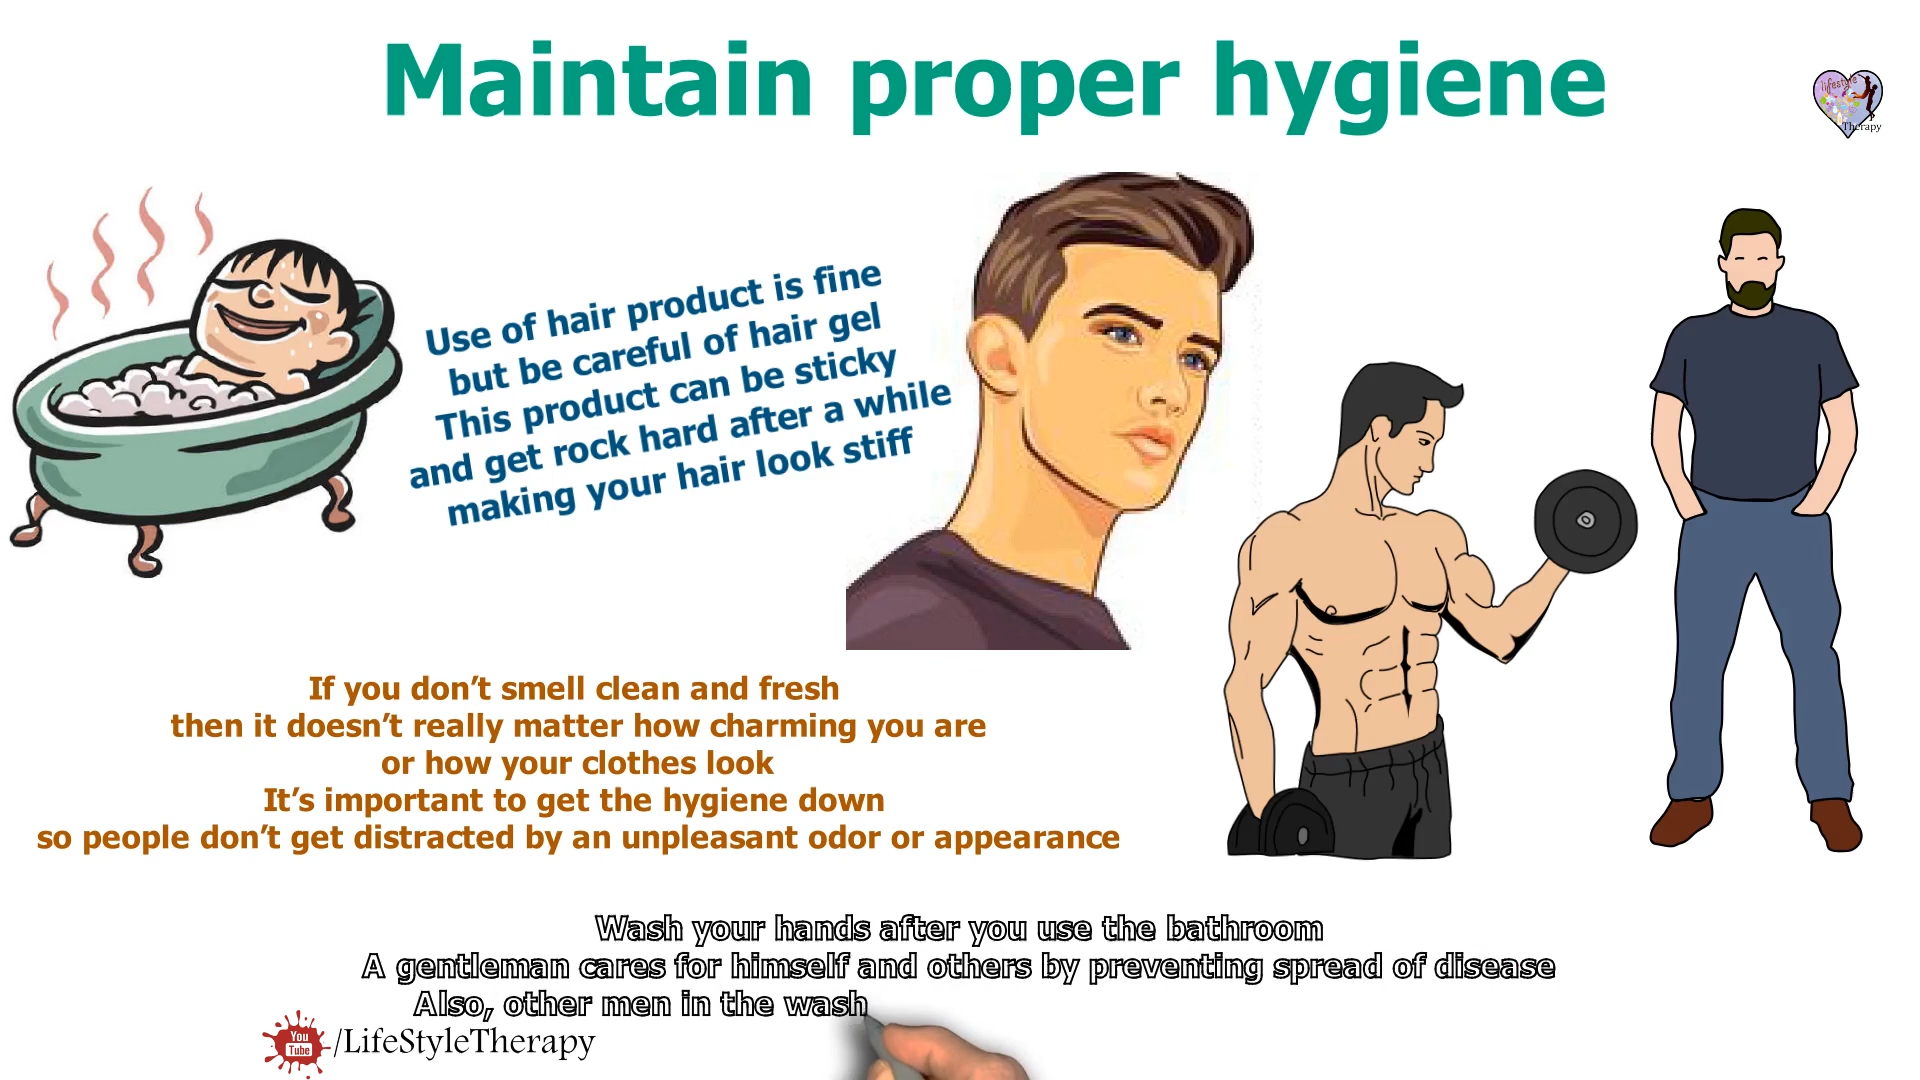 Maintain proper hygiene
lifestyle
Therapy
Use of hair product is fine
but be careful of hair gel
This product can be sticky
and get rock hard after a while
making your hair look stiff
If you don’t smell clean and fresh
then it doesn’t really matter how charming you are
or how your clothes look
It’s important to get the hygiene down
so people don’t get distracted by an unpleasant odor or appearance
Wash your hands after you use the bathroom
A gentleman cares for himself and others by preventing spread of disease
Also, other men in the wash
You
Tube
/LifeStyleTherapy